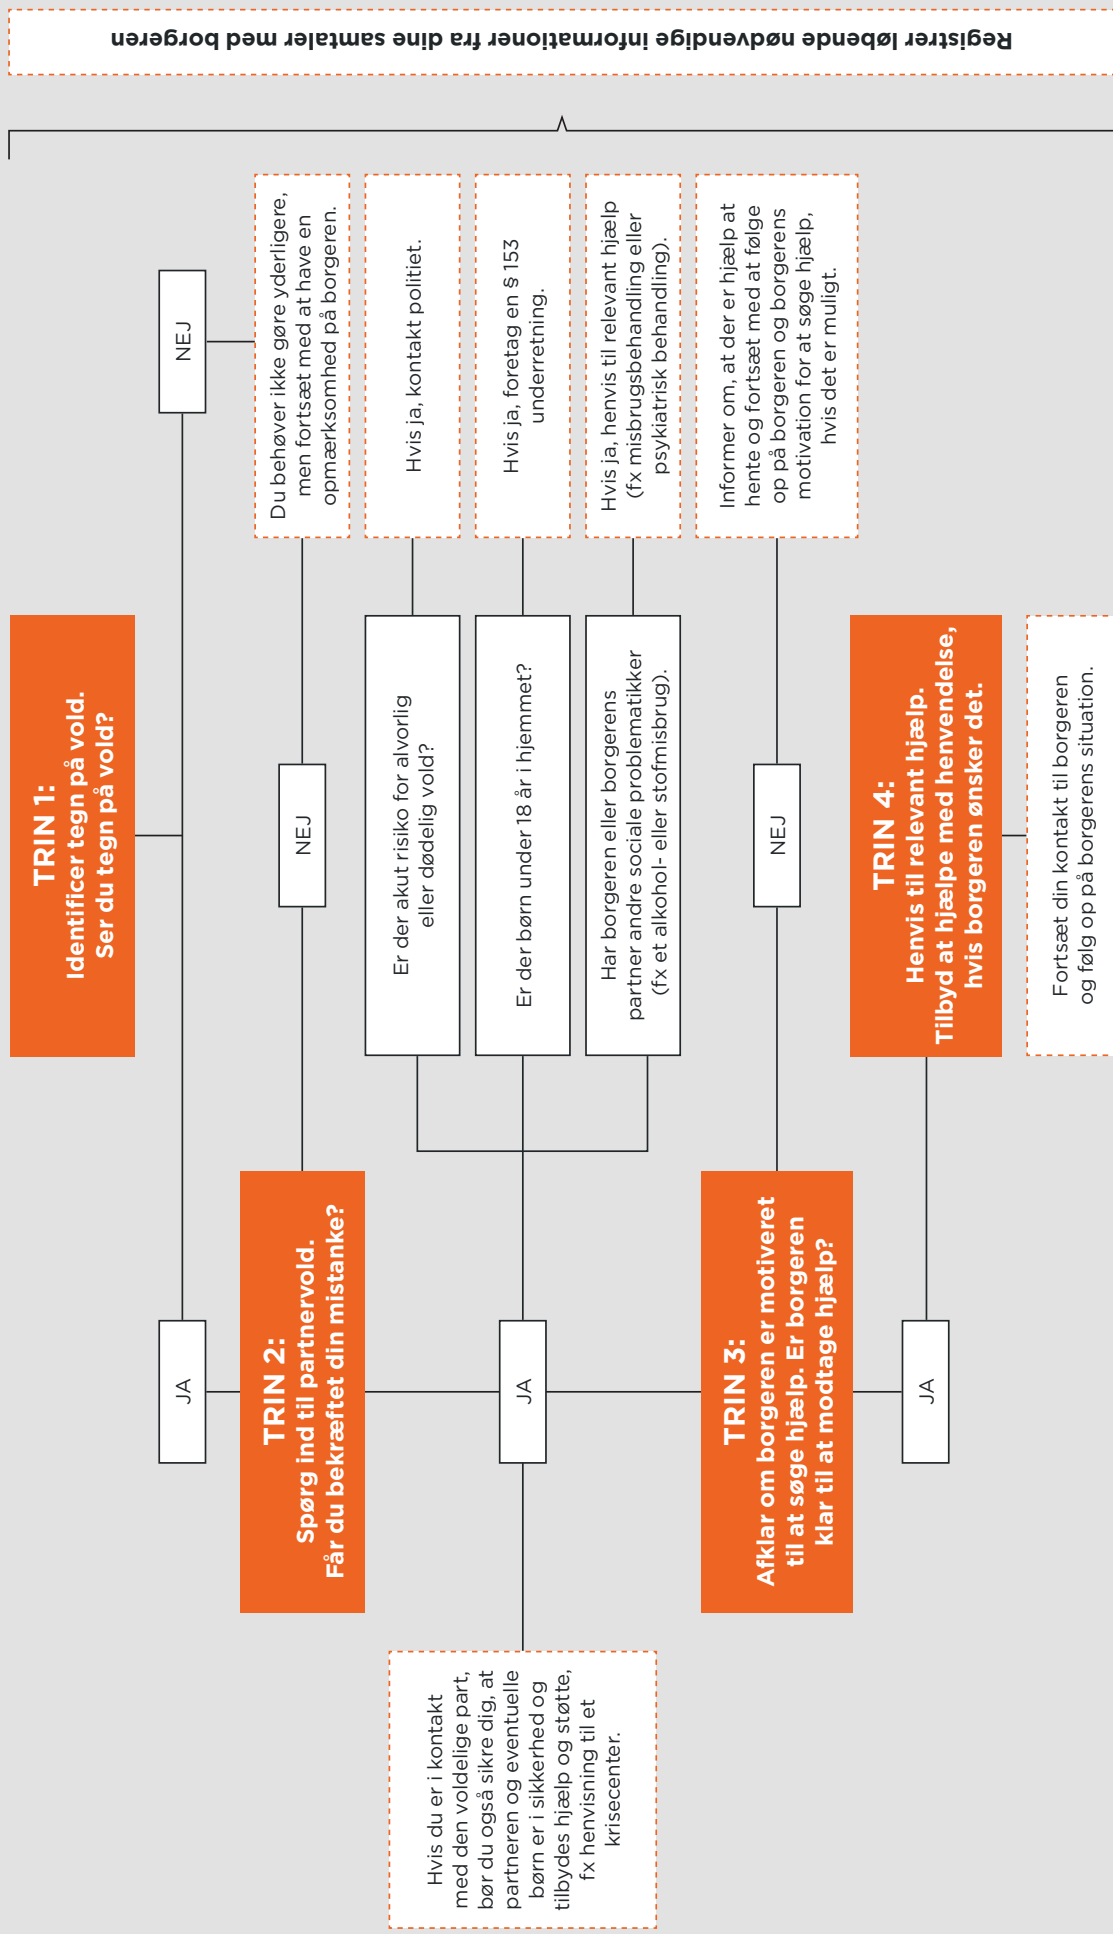 TRIN 1:
Identificer tegn på vold.
Ser du tegn på vold?
JA
NEJ
TRIN 2:
Spørg ind til partnervold.
Får du bekræftet din mistanke?
NEJ
Du behøver ikke gøre yderligere,
men fortsæt med at have en
opmærksomhed på borgeren.
Hvis du er i kontakt
med den voldelige part,
bør du også sikre dig, at
partneren og eventuelle
børn er i sikkerhed og
tilbydes hjælp og støtte,
fx henvisning til et
krisecenter.
JA
Er der akut risiko for alvorlig
eller dødelig vold?
Hvis ja, kontakt politiet.
Er der børn under 18 år i hjemmet?
Hvis ja, foretag en § 153
underretning.
Har borgeren eller borgerens
partner andre sociale problematikker
(fx et alkohol- eller stofmisbrug).
Hvis ja, henvis til relevant hjælp
(fx misbrugsbehandling eller
psykiatrisk behandling).
TRIN 3:
Afklar om borgeren er motiveret
til at søge hjælp. Er borgeren
klar til at modtage hjælp?
NEJ
Informer om, at der er hjælp at
hente og fortsæt med at følge
op på borgeren og borgerens
motivation for at søge hjælp,
hvis det er muligt.
JA
TRIN 4:
Henvis til relevant hjælp.
Tilbyd at hjælpe med henvendelse,
hvis borgeren ønsker det.
Fortsæt din kontakt til borgeren
og følg op på borgerens situation.
Registrer løbende nødvendige informationer fra dine samtaler med borgeren